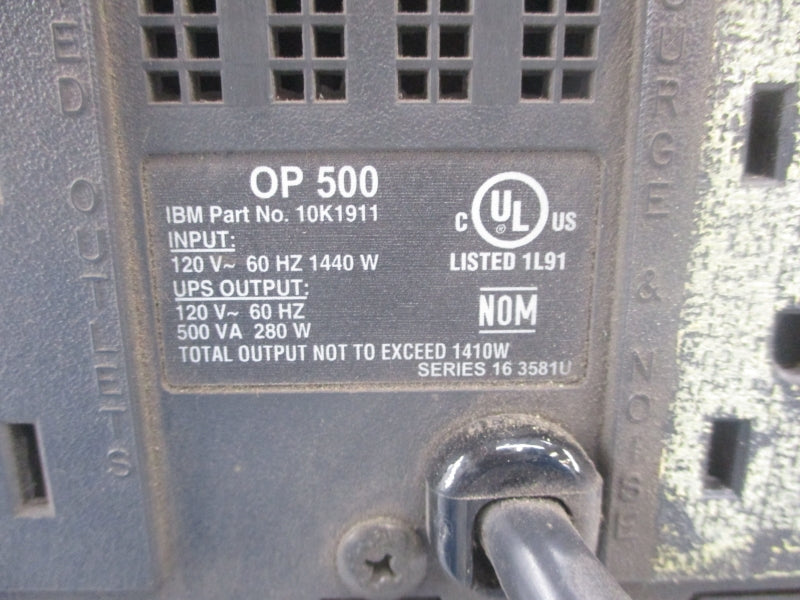 OP 500
IBM Part No. 10K1911
INPUT:
120 V~ 60 HZ 1440 W
UPS OUTPUT:
120 V~ 60 HZ
500 VA 280 W
TOTAL OUTPUT NOT TO EXCEED 1410W
SERIES 16 3581U
C UL® US
LISTED 1L91
NOM
ED OUTLETS
URGE & NOISE